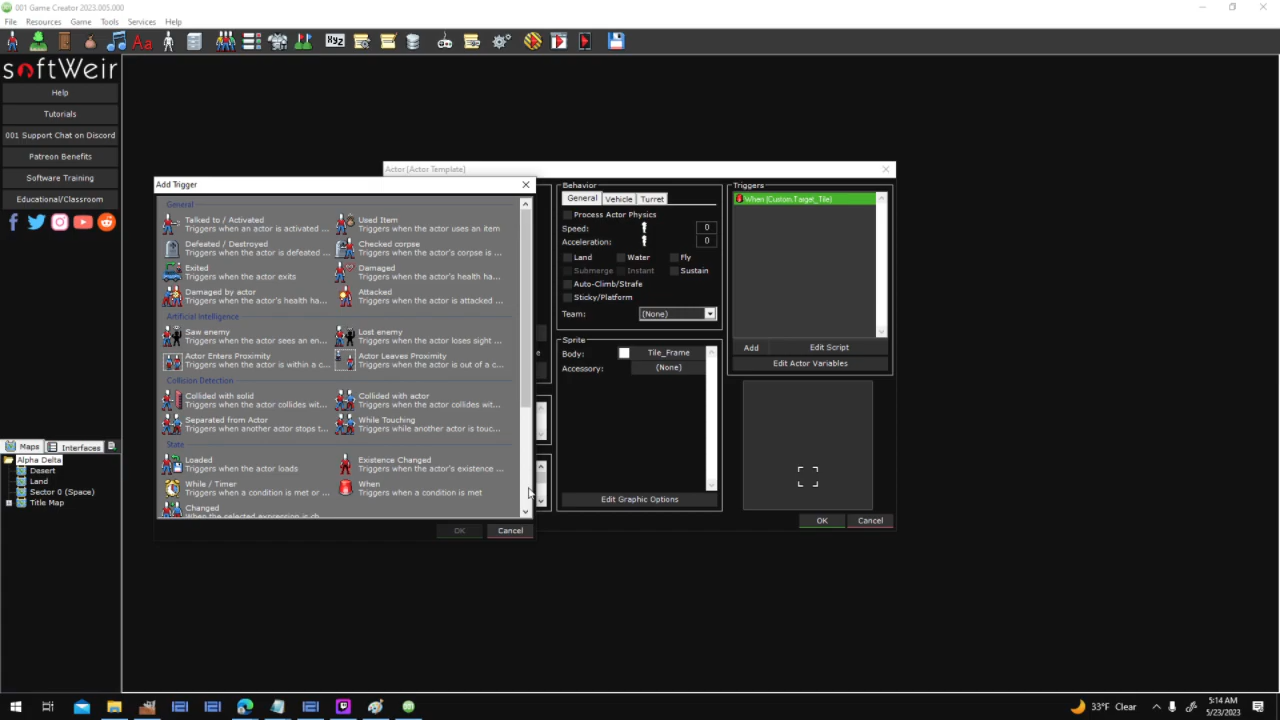 001 Game Creator 2023.005.000
File Resources Game Tools Services Help
Aa XYZ
softWeir
Help
Tutorials
001 Support Chat on Discord
Patreon Benefits
Software Training
Educational/Classroom
Maps Interfaces
Alpha Delta
Desert
Land
Sector 0 (Space)
Title Map
Actor [Actor Template]
Add Trigger
General
Talked to / Activated
Triggers when an actor is activated ...
Used Item
Triggers when the actor uses an item
Defeated / Destroyed
Triggers when the actor is defeated ...
Checked corpse
Triggers when the actor's corpse is ...
Exited
Triggers when the actor exits
Damaged
Triggers when the actor's health ha...
Damaged by actor
Triggers when the actor's health ha...
Attacked
Triggers when the actor is attacked ...
Artificial Intelligence
Saw enemy
Triggers when the actor sees an en...
Lost enemy
Triggers when the actor loses sight ...
Actor Enters Proximity
Triggers when the actor is within a c...
Actor Leaves Proximity
Triggers when the actor is out of a c...
Collision Detection
Collided with solid
Triggers when the actor collides wit...
Collided with actor
Triggers when the actor collides wit...
Separated from Actor
Triggers when another actor stops t...
While Touching
Triggers while another actor is touc...
State
Loaded
Triggers when the actor loads
Existence Changed
Triggers when the actor's existence ...
While / Timer
Triggers when a condition is met or ...
When
Triggers when a condition is met
Changed
When the selected expression is ch...
OK Cancel
Behavior
General Vehicle Turret
Process Actor Physics
Speed: 0
Acceleration: 0
Land Water Fly
Submerge Instant Sustain
Auto-Climb/Strafe
Sticky/Platform
Team: (None)
Sprite
Body: Tile_Frame
Accessory: (None)
Edit Graphic Options
Triggers
When [Custom.Target_Tile)
Add Edit Script
Edit Actor Variables
OK Cancel
33°F Clear
5:14 AM
5/23/2023